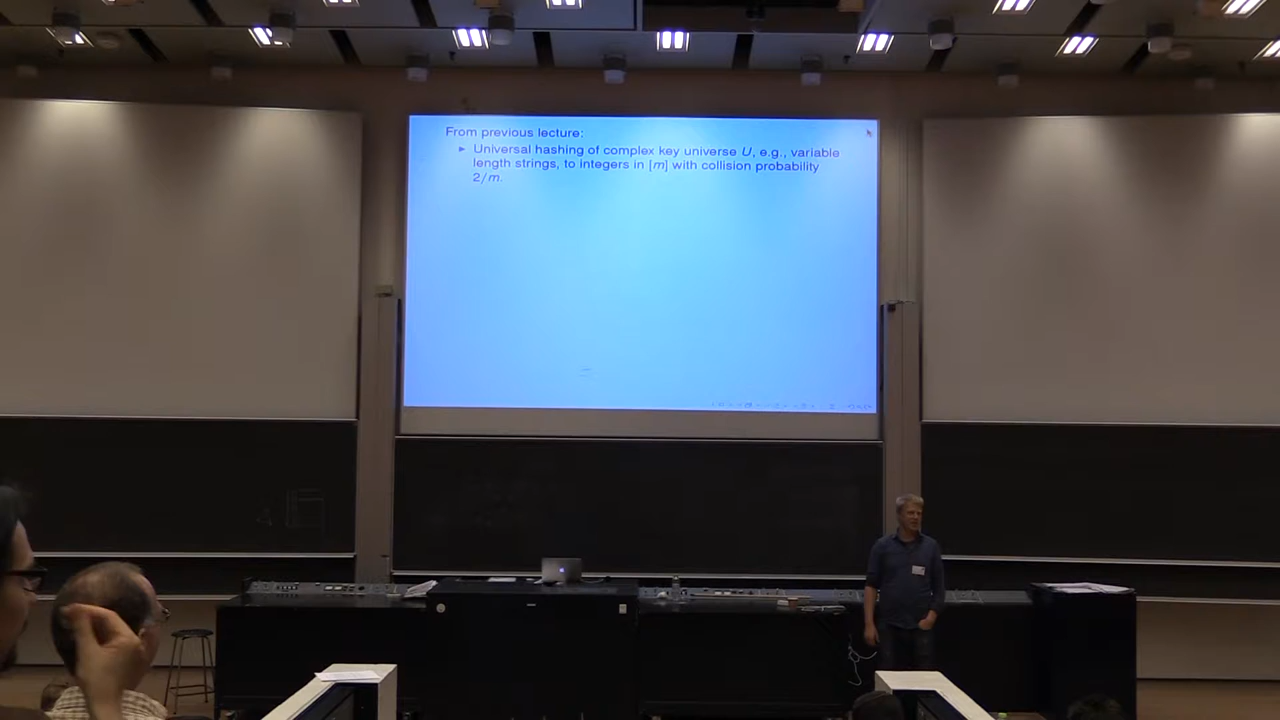 From previous lecture:
► Universal hashing of complex key universe U, e.g., variable
length strings, to integers in [m] with collision probability
2/m.